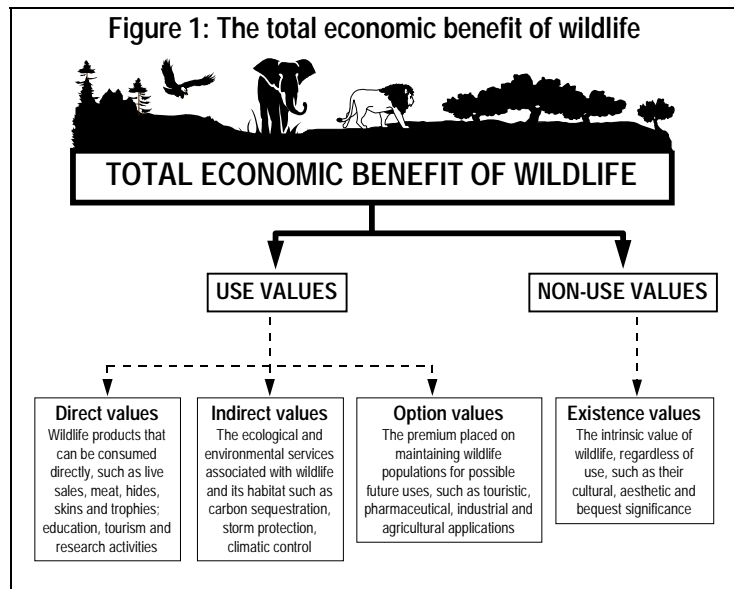 Figure 1: The total economic benefit of wildlife
TOTAL ECONOMIC BENEFIT OF WILDLIFE
USE VALUES
NON-USE VALUES
Direct values
Wildlife products that
can be consumed
directly, such as live
sales, meat, hides,
skins and trophies;
education, tourism and
research activities
Indirect values
The ecological and
environmental services
associated with wildlife
and its habitat such as
carbon sequestration,
storm protection,
climatic control
Option values
The premium placed on
maintaining wildlife
populations for possible
future uses, such as touristic,
pharmaceutical, industrial and
agricultural applications
Existence values
The intrinsic value of
wildlife, regardless of
use, such as their
cultural, aesthetic and
bequest significance